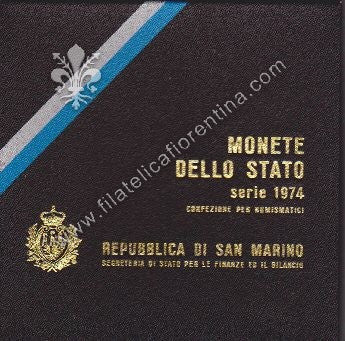 MONETE
DELLO STATO
serie 1974
CONFEZIONE PER NUMISMATICI
REPUBBLICA DI SAN MARINO
SEGRETERIA DI STATO PER LE FINANZE ED IL BILANCIO
www.filatelicafiorentina.com